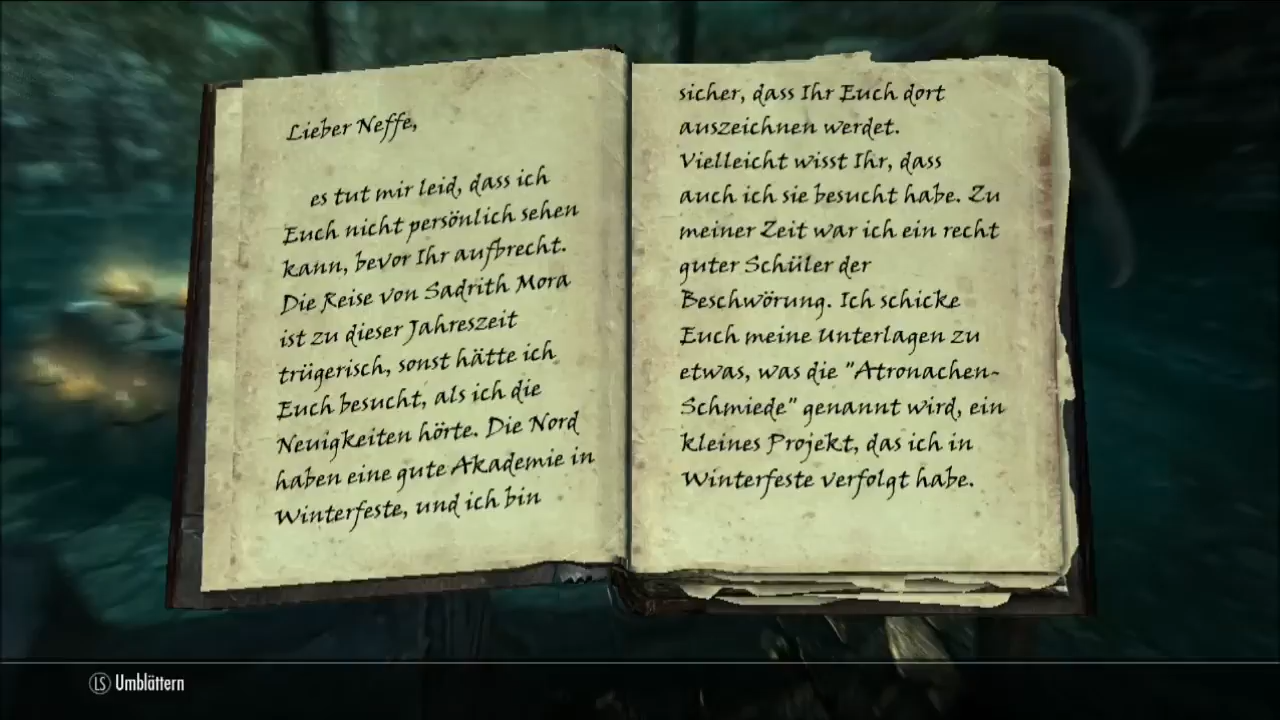 Lieber Neffe,
es tut mir leid, dass ich
Euch nicht persönlich sehen
kann, bevor Ihr aufbrecht.
Die Reise von Sadrith Mora
ist zu dieser Jahreszeit
trügerisch, sonst hätte ich
Euch besucht, als ich die
Neuigkeiten hörte. Die Nord
haben eine gute Akademie in
Winterfeste, und ich bin
sicher, dass Ihr Euch dort
auszeichnen werdet.
Vielleicht wisst Ihr, dass
auch ich sie besucht habe. Zu
meiner Zeit war ich ein recht
guter Schüler der
Beschwörung. Ich schicke
Euch meine Unterlagen zu
etwas, was die "Atronachen-
Schmiede" genannt wird, ein
kleines Projekt, das ich in
Winterfeste verfolgt habe.
LS Umblättern